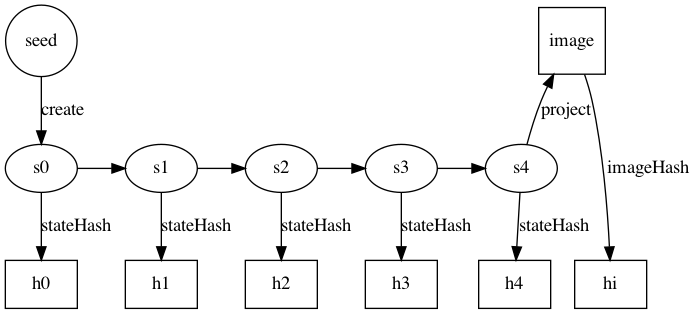 seed
image
create
project
s0
s1
s2
s3
s4
imageHash
stateHash
stateHash
stateHash
stateHash
stateHash
h0
h1
h2
h3
h4
hi